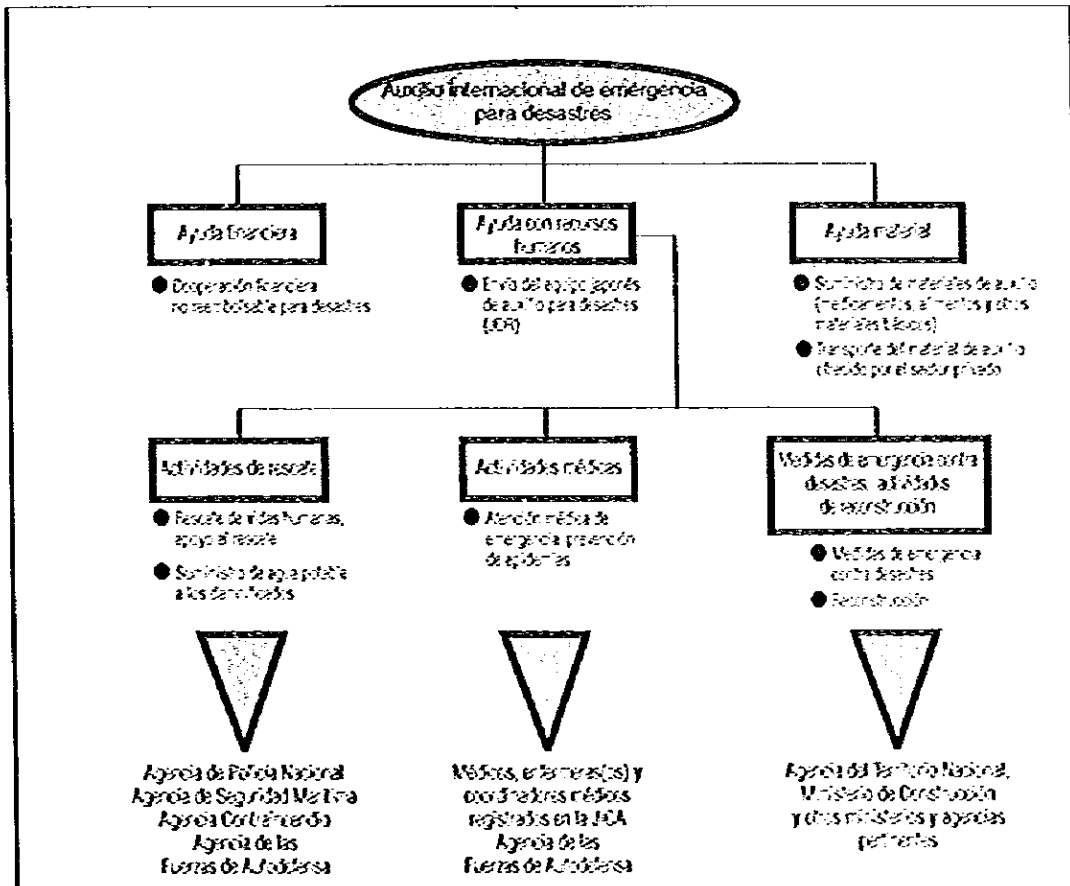 Auxilio internacional de emergencia
para desastres
Ayuda financiera
Ayuda con recursos
humanos
Ayuda material
● Cooperación financiera
no reembolsable para desastres
● Envío del equipo japonés
de auxilio para desastres
(JDR)
● Suministro de materiales de auxilio
(medicamentos, alimentos y otros
materiales básicos)
● Transporte del material de auxilio
ofrecido por el sector privado
Actividades de rescate
Actividades médicas
Medidas de emergencia contra
desastres, actividades
de reconstrucción
● Rescate de vidas humanas,
apoyo al rescate
● Suministro de agua potable
a los damnificados
● Atención médica de
emergencia, prevención
de epidemias
● Medidas de emergencia
contra desastres
● Reconstrucción
Agencia de Policía Nacional
Agencia de Seguridad Marítima
Agencia Contraincendio
Agencia de las
Fuerzas de Autodefensa
Médicos, enfermeras(os) y
coordinadores médicos
registrados en la JICA
Agencia de las
Fuerzas de Autodefensa
Agencia del Territorio Nacional,
Ministerio de Construcción
y otros ministerios y agencias
pertinentes